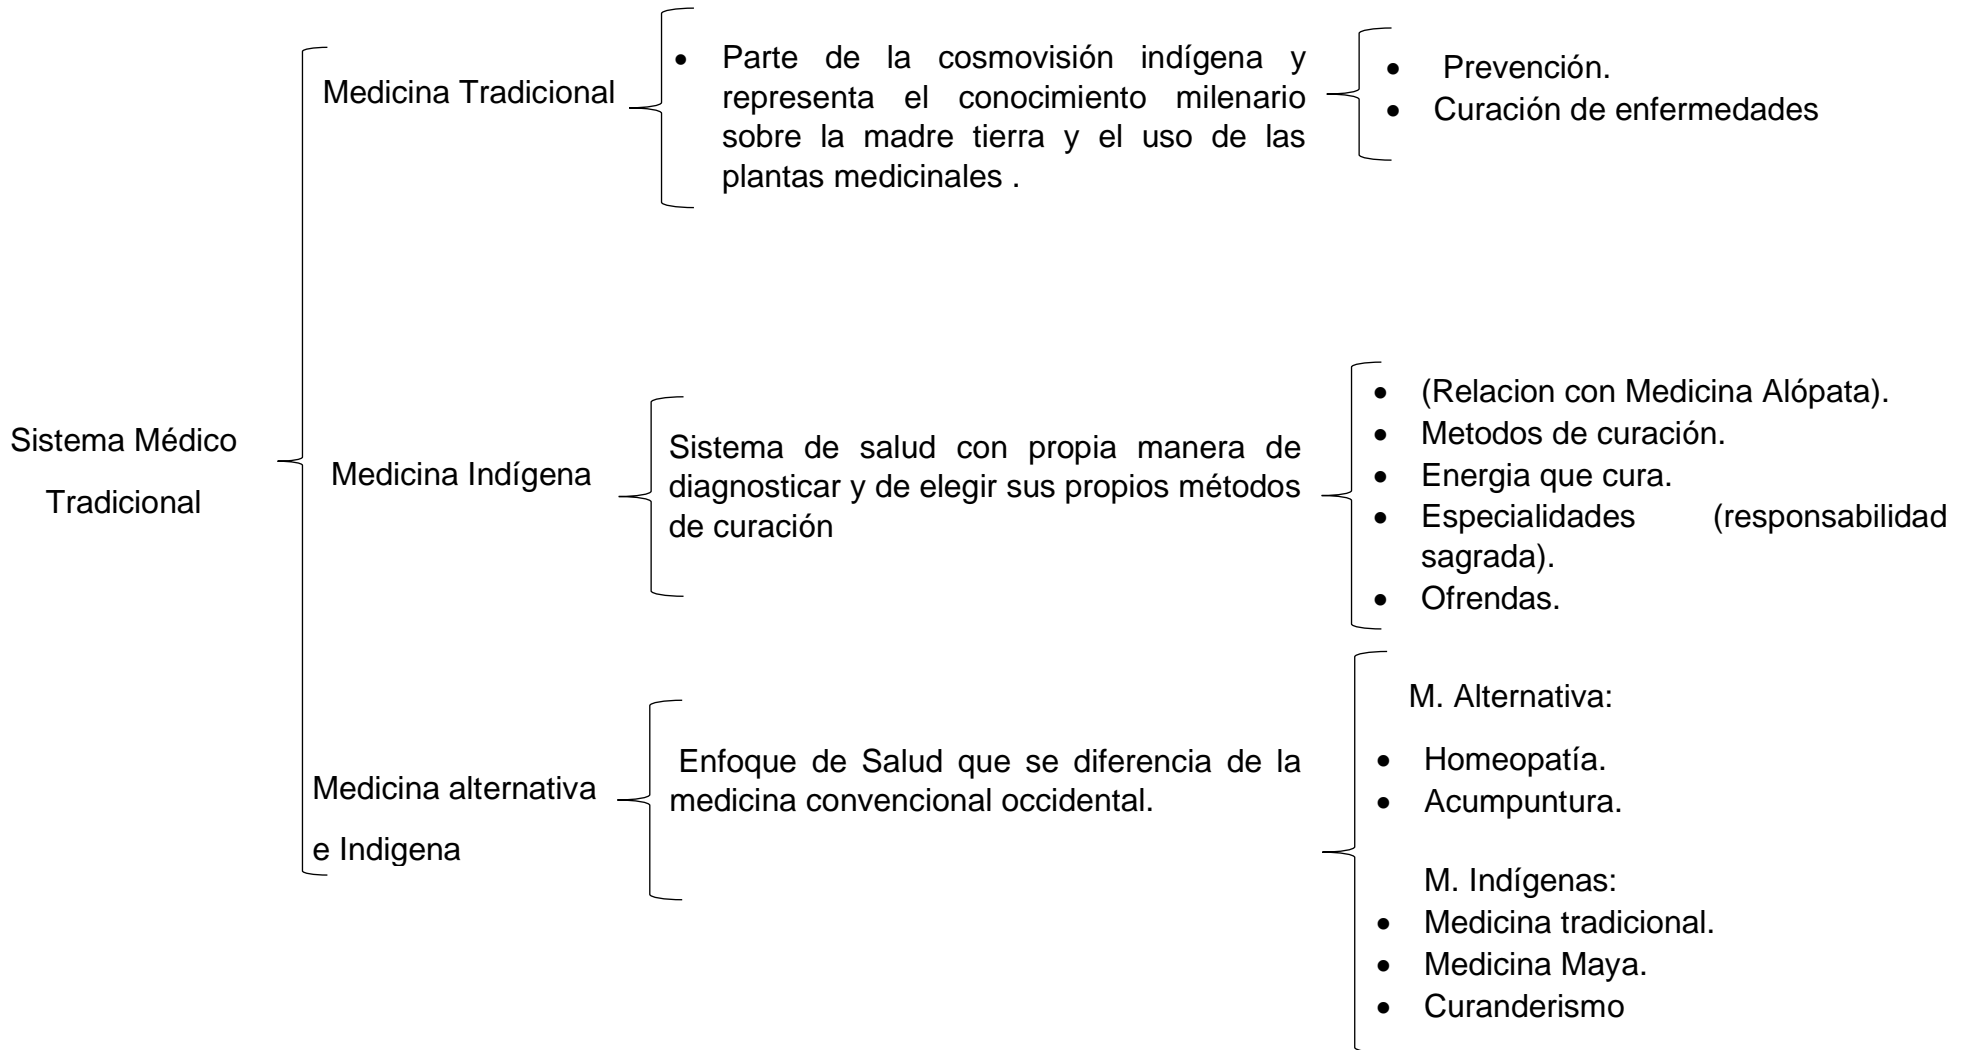 Sistema Médico
Tradicional
Medicina Tradicional
• Parte de la cosmovisión indígena y
representa el conocimiento milenario
sobre la madre tierra y el uso de las
plantas medicinales .
• Prevención.
• Curación de enfermedades
Medicina Indígena
Sistema de salud con propia manera de
diagnosticar y de elegir sus propios métodos
de curación
• (Relacion con Medicina Alópata).
• Metodos de curación.
• Energia que cura.
• Especialidades (responsabilidad
sagrada).
• Ofrendas.
Medicina alternativa
e Indigena
Enfoque de Salud que se diferencia de la
medicina convencional occidental.
M. Alternativa:
• Homeopatía.
• Acumpuntura.
M. Indígenas:
• Medicina tradicional.
• Medicina Maya.
• Curanderismo